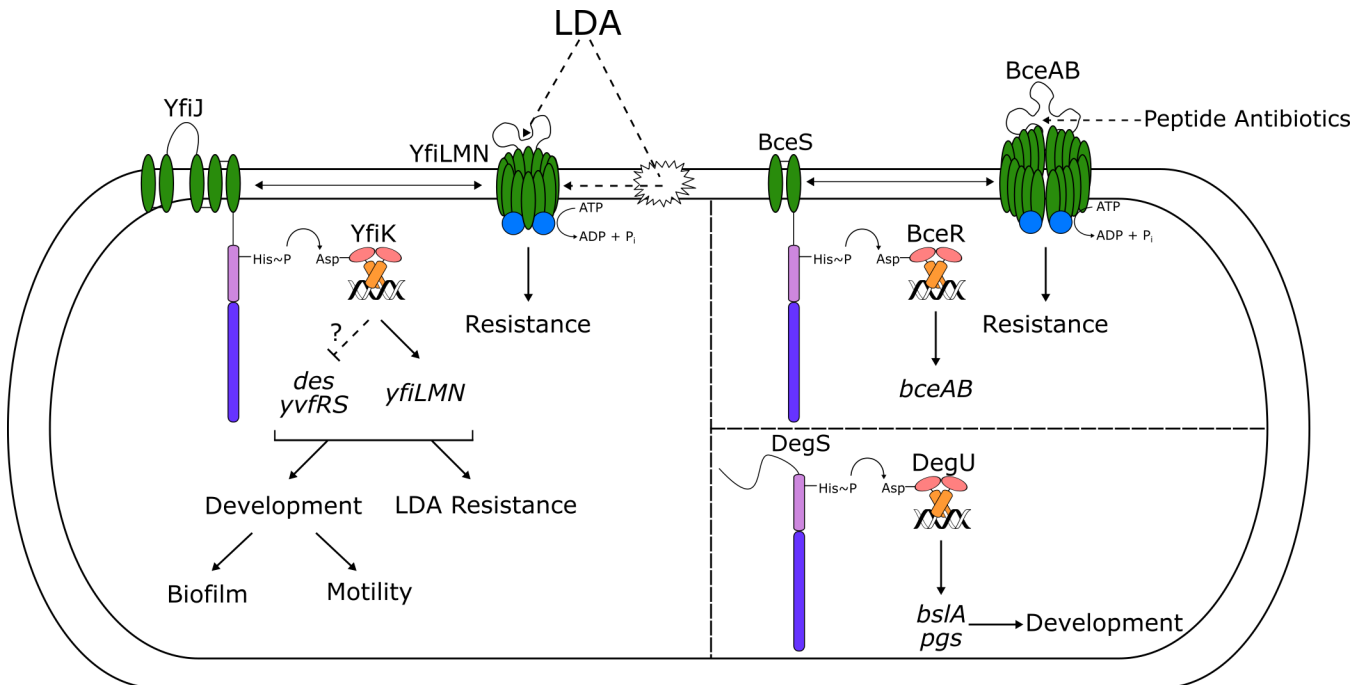 LDA
YfiJ
YfiLMN
BceS
BceAB
Peptide Antibiotics
ATP
ADP + Pi
ATP
ADP + Pi
His~P
Asp
YfiK
His~P
Asp
BceR
?
Resistance
Resistance
des
yvfRS
yfiLMN
bceAB
DegS
His~P
Asp
DegU
Development
LDA Resistance
Biofilm
Motility
bslA
pgs
Development